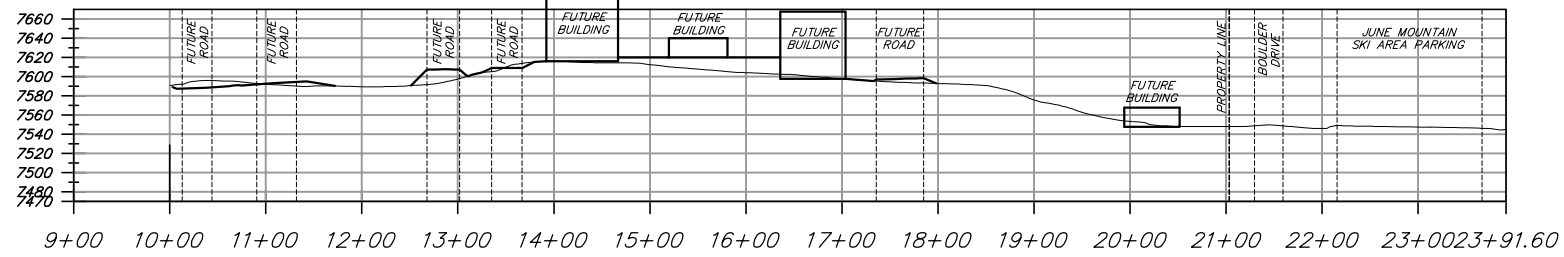 7660
7640
7620
7600
7580
7560
7540
7520
7500
7480
7470
FUTURE
ROAD
FUTURE
ROAD
FUTURE
ROAD
FUTURE
ROAD
FUTURE
BUILDING
FUTURE
BUILDING
FUTURE
BUILDING
FUTURE
ROAD
FUTURE
BUILDING
PROPERTY LINE
BOULDER
DRIVE
JUNE MOUNTAIN
SKI AREA PARKING
9+00 10+00 11+00 12+00 13+00 14+00 15+00 16+00 17+00 18+00 19+00 20+00 21+00 22+00 23+00 23+91.60